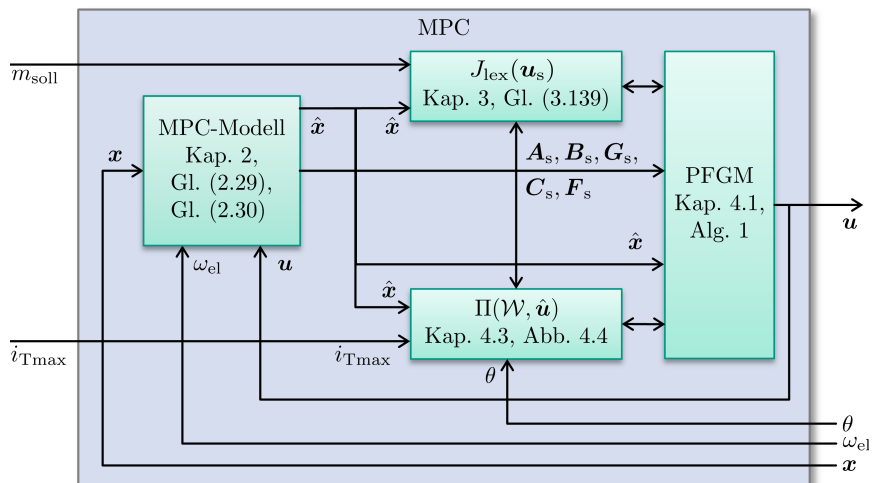 MPC
m_soll
J_lex(u_s)
Kap. 3, Gl. (3.139)
MPC-Modell
Kap. 2,
Gl. (2.29),
Gl. (2.30)
x
x̂
x̂
A_s, B_s, G_s,
C_s, F_s
PFGM
Kap. 4.1,
Alg. 1
u
x̂
ω_el
u
x̂
Π(𝒲, û)
Kap. 4.3, Abb. 4.4
i_Tmax
i_Tmax
θ
θ
ω_el
x